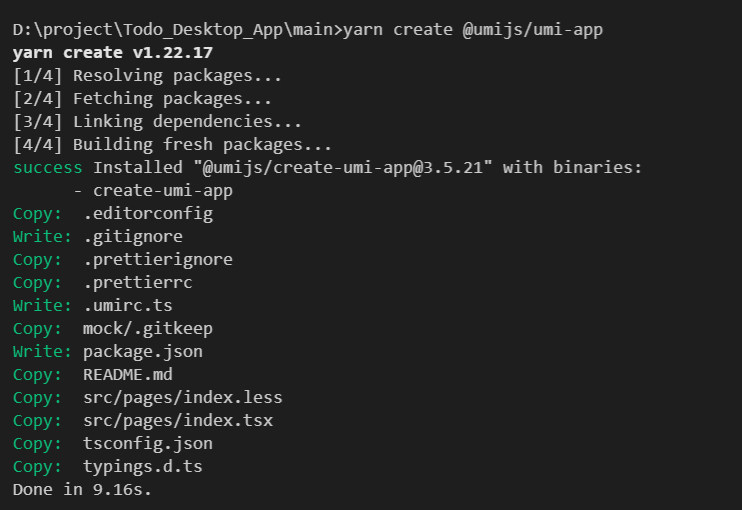 D:\project\Todo_Desktop_App\main>yarn create @umijs/umi-app
yarn create v1.22.17
[1/4] Resolving packages...
[2/4] Fetching packages...
[3/4] Linking dependencies...
[4/4] Building fresh packages...
success Installed "@umijs/create-umi-app@3.5.21" with binaries:
      - create-umi-app
Copy:  .editorconfig
Write: .gitignore
Copy:  .prettierignore
Copy:  .prettierrc
Write: .umirc.ts
Copy:  mock/.gitkeep
Write: package.json
Copy:  README.md
Copy:  src/pages/index.less
Copy:  src/pages/index.tsx
Copy:  tsconfig.json
Copy:  typings.d.ts
Done in 9.16s.